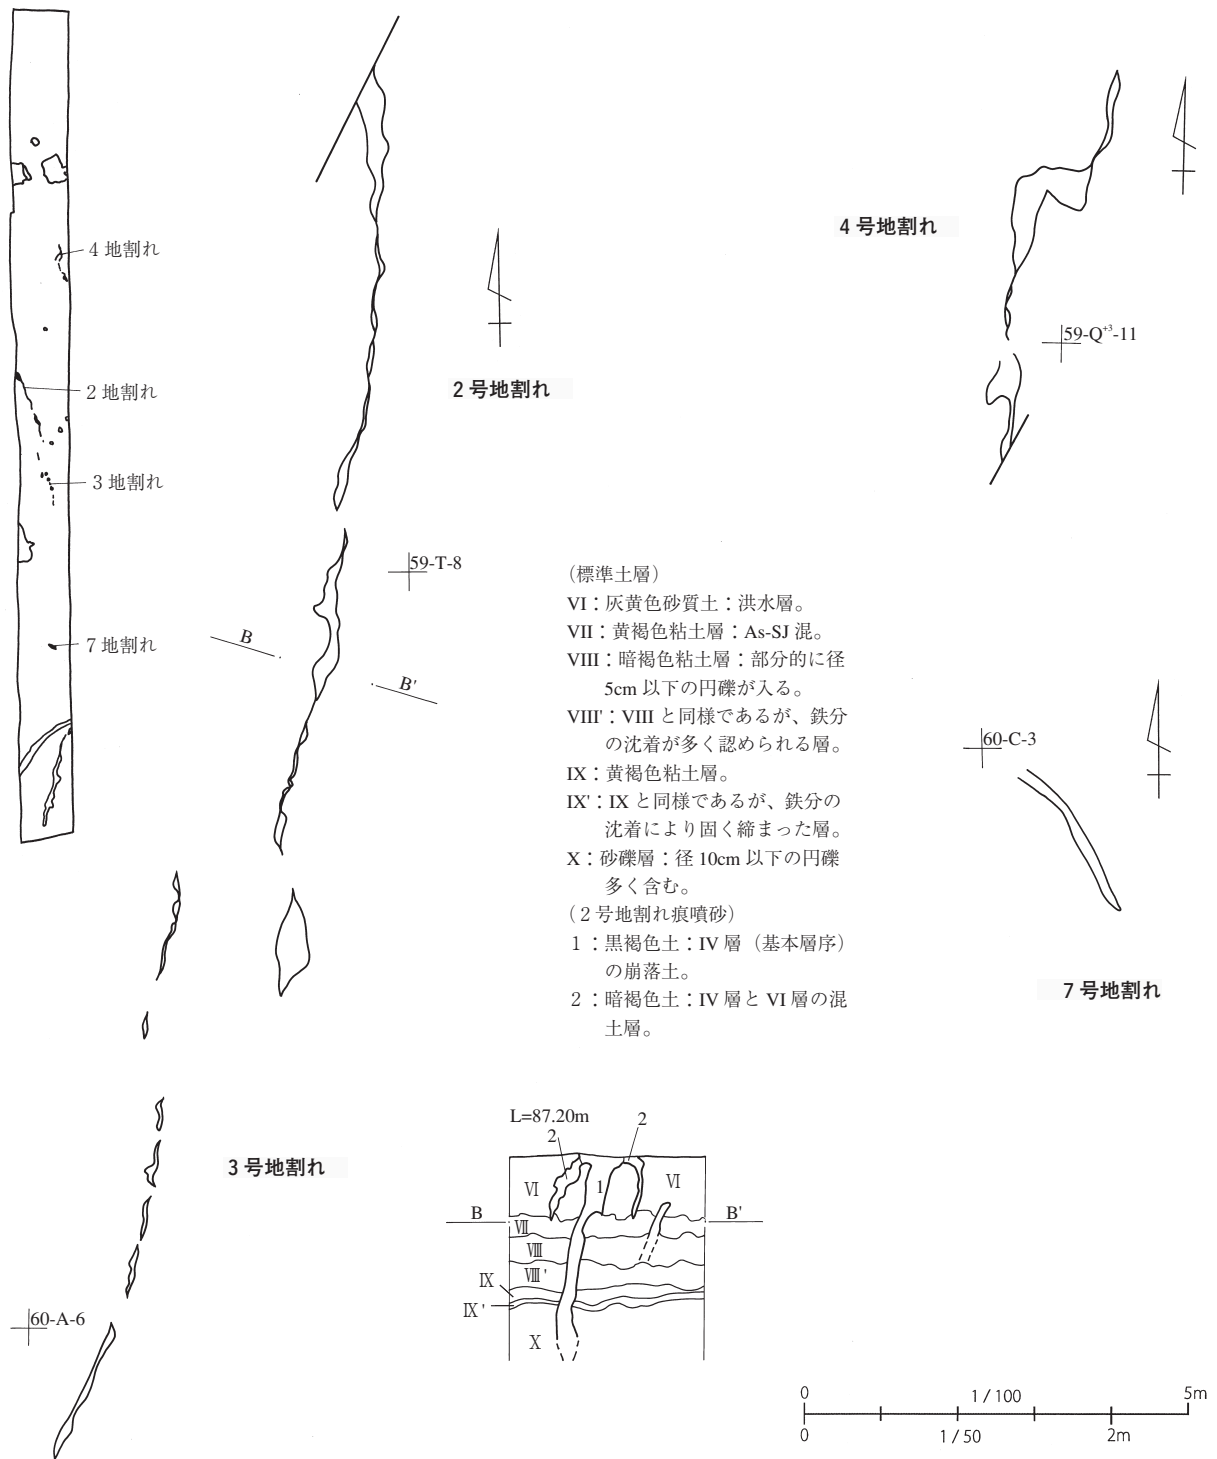 4 地割れ
2 地割れ
3 地割れ
7 地割れ
2 号地割れ
59-T-8
B
B'
4 号地割れ
59-Q⁺³-11
（標準土層）
VI：灰黄色砂質土：洪水層。
VII：黄褐色粘土層：As-SJ 混。
VIII：暗褐色粘土層：部分的に径
5cm 以下の円礫が入る。
VIII'：VIII と同様であるが、鉄分
の沈着が多く認められる層。
IX：黄褐色粘土層。
IX'：IX と同様であるが、鉄分の
沈着により固く締まった層。
X：砂礫層：径 10cm 以下の円礫
多く含む。
（２号地割れ痕噴砂）
１：黒褐色土：IV 層（基本層序）
の崩落土。
２：暗褐色土：IV 層と VI 層の混
土層。
60-C-3
7 号地割れ
3 号地割れ
60-A-6
L=87.20m
2
2
Ⅵ
1
Ⅵ
B
B'
Ⅶ
Ⅷ
Ⅷ'
Ⅸ
Ⅸ'
Ⅹ
0
1 / 100
5m
0
1 / 50
2m